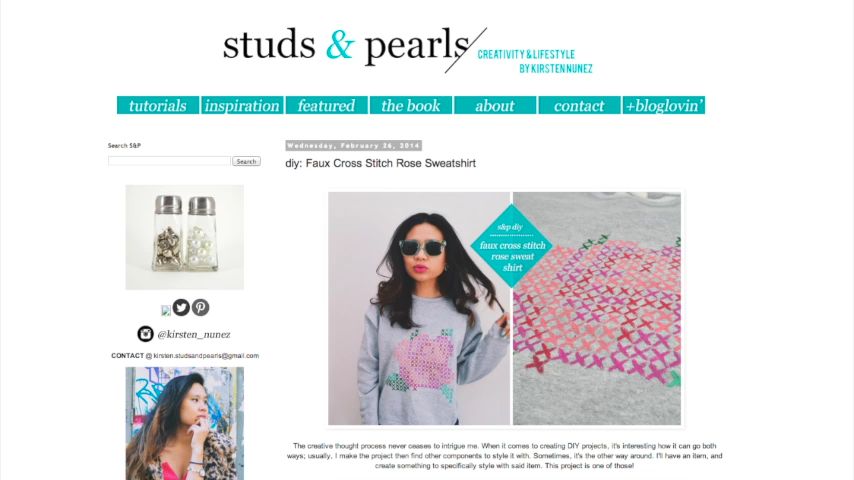 studs & pearls
CREATIVITY & LIFESTYLE
BY KIRSTEN NUNEZ
tutorials inspiration featured the book about contact +bloglovin'
Search S&P
Search
Wednesday, February 26, 2014
diy: Faux Cross Stitch Rose Sweatshirt
s&p diy
faux cross stitch
rose sweat
shirt
@kirsten_nunez
CONTACT @ kirsten.studsandpearls@gmail.com
The creative thought process never ceases to intrigue me. When it comes to creating DIY projects, it's interesting how it can go both
ways; usually, I make the project then find other components to style it with. Sometimes, it's the other way around. I'll have an item, and
create something to specifically style with said item. This project is one of those!